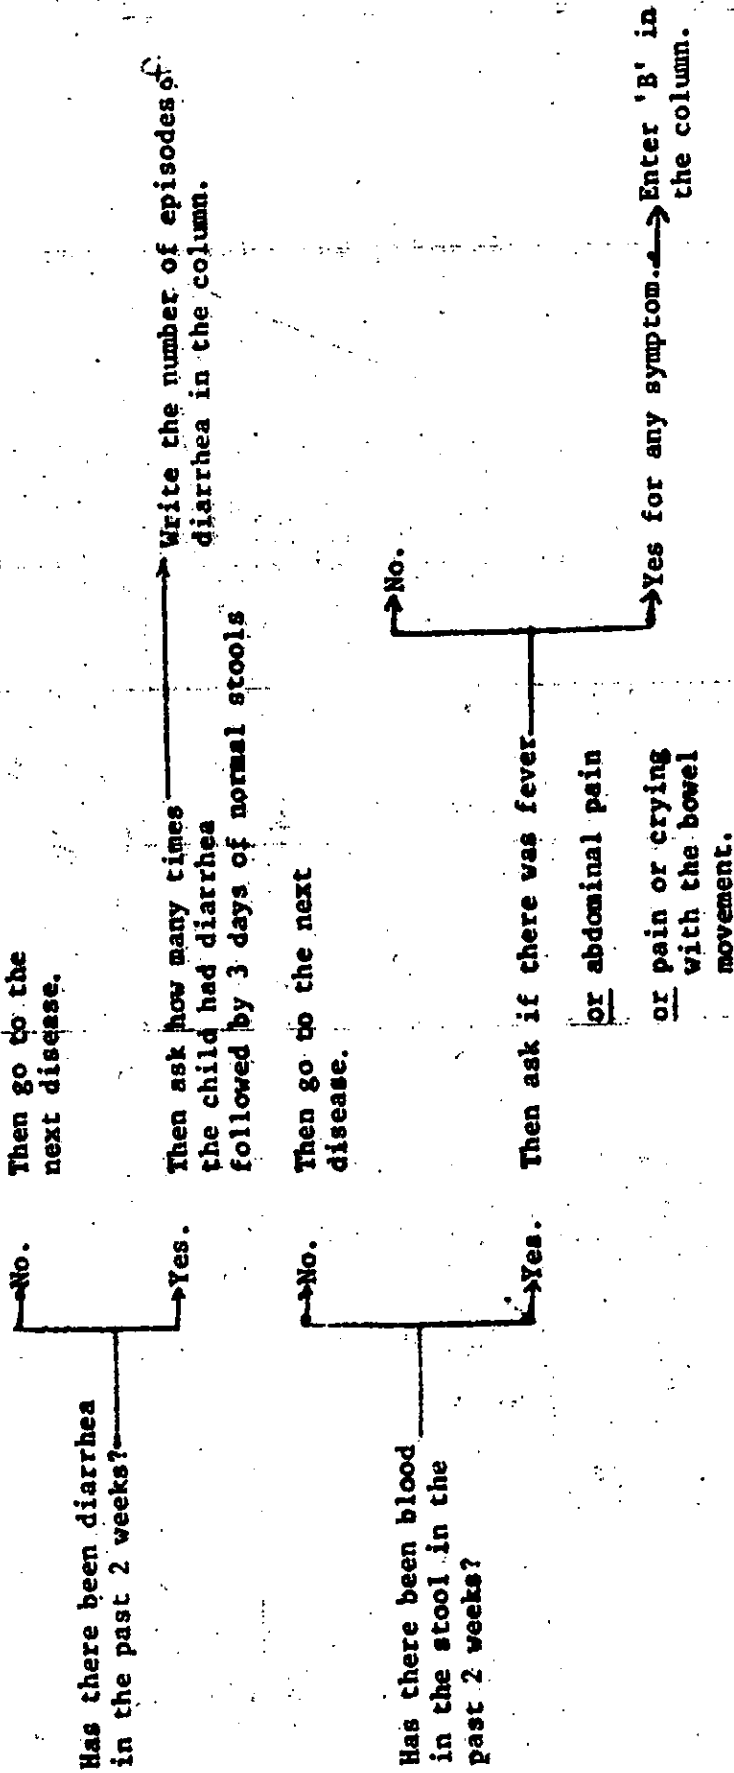 Has there been diarrhea
in the past 2 weeks?
No.
Then go to the
next disease.
Yes.
Then ask how many times
the child had diarrhea
followed by 3 days of normal stools
Write the number of episodes of
diarrhea in the column.
Has there been blood
in the stool in the
past 2 weeks?
No.
Then go to the next
disease.
Yes.
Then ask if there was fever
or abdominal pain
or pain or crying
with the bowel
movement.
No.
Yes for any symptom.
Enter 'B' in
the column.